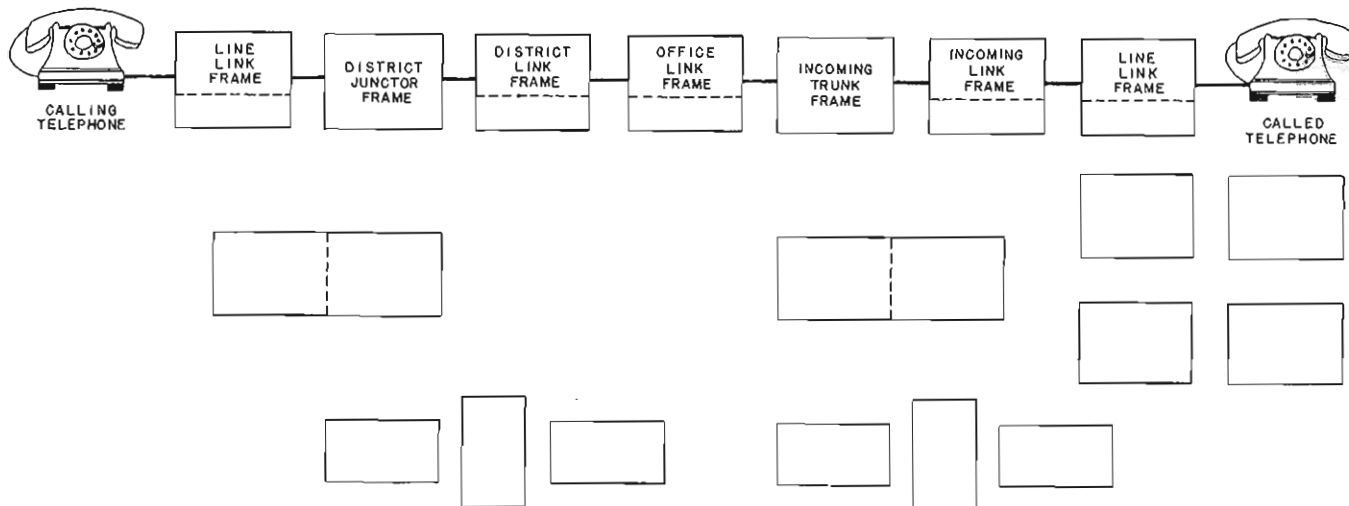 LINE
LINK
FRAME
DISTRICT
JUNCTOR
FRAME
DISTRICT
LINK
FRAME
OFFICE
LINK
FRAME
INCOMING
TRUNK
FRAME
INCOMING
LINK
FRAME
LINE
LINK
FRAME
CALLING
TELEPHONE
CALLED
TELEPHONE